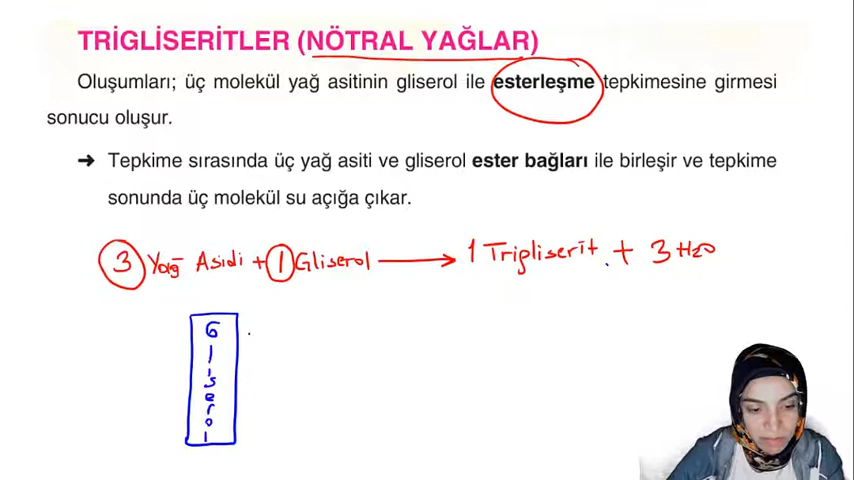 TRİGLİSERİTLER (NÖTRAL YAĞLAR)
Oluşumları; üç molekül yağ asitinin gliserol ile esterleşme tepkimesine girmesi
sonucu oluşur.
➜ Tepkime sırasında üç yağ asiti ve gliserol ester bağları ile birleşir ve tepkime
sonunda üç molekül su açığa çıkar.
3 Yağ Asidi + 1 Gliserol → 1 Trigliserit + 3 H2O
Gliserol